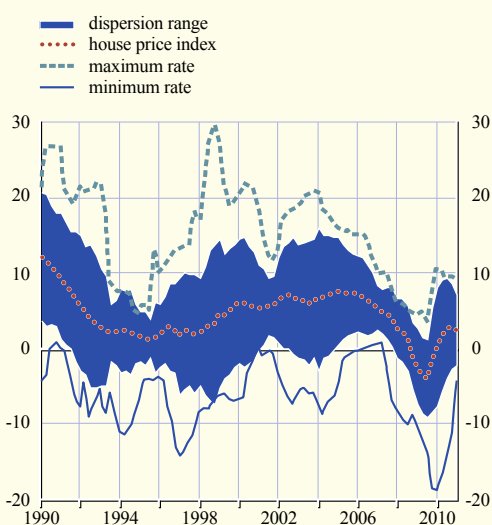 dispersion range
house price index
maximum rate
minimum rate
30 30
20 20
10 10
0 0
-10 -10
-20 -20
1990 1994 1998 2002 2006 2010